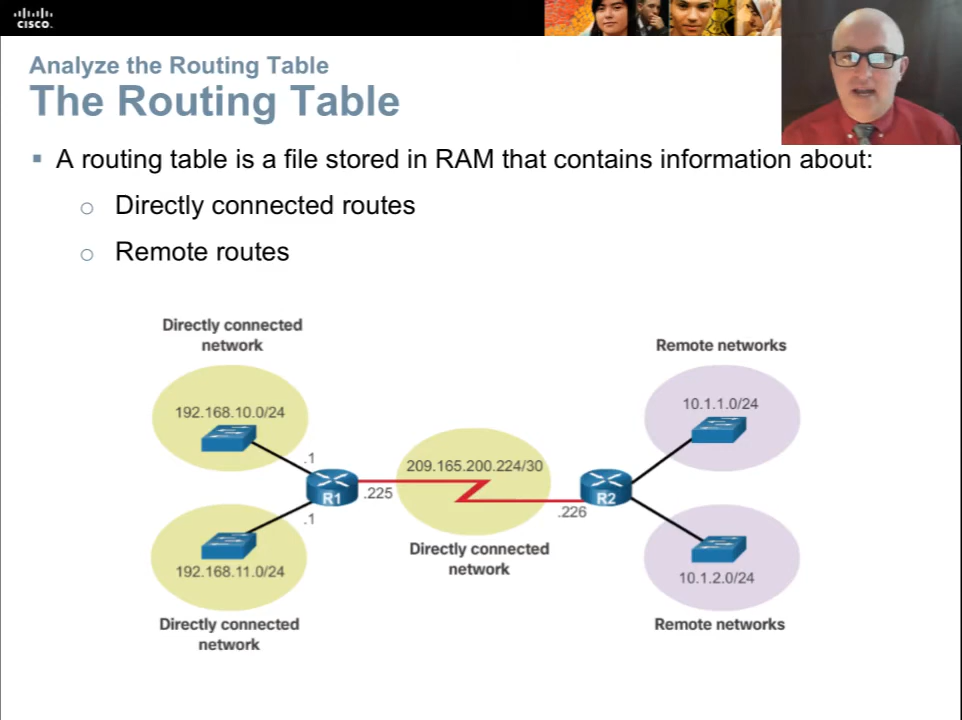 CISCO.
Analyze the Routing Table
The Routing Table
▪ A routing table is a file stored in RAM that contains information about:
○ Directly connected routes
○ Remote routes
Directly connected
network
Remote networks
192.168.10.0/24
10.1.1.0/24
.1
209.165.200.224/30
R1
.225
R2
.226
.1
Directly connected
network
192.168.11.0/24
10.1.2.0/24
Directly connected
network
Remote networks